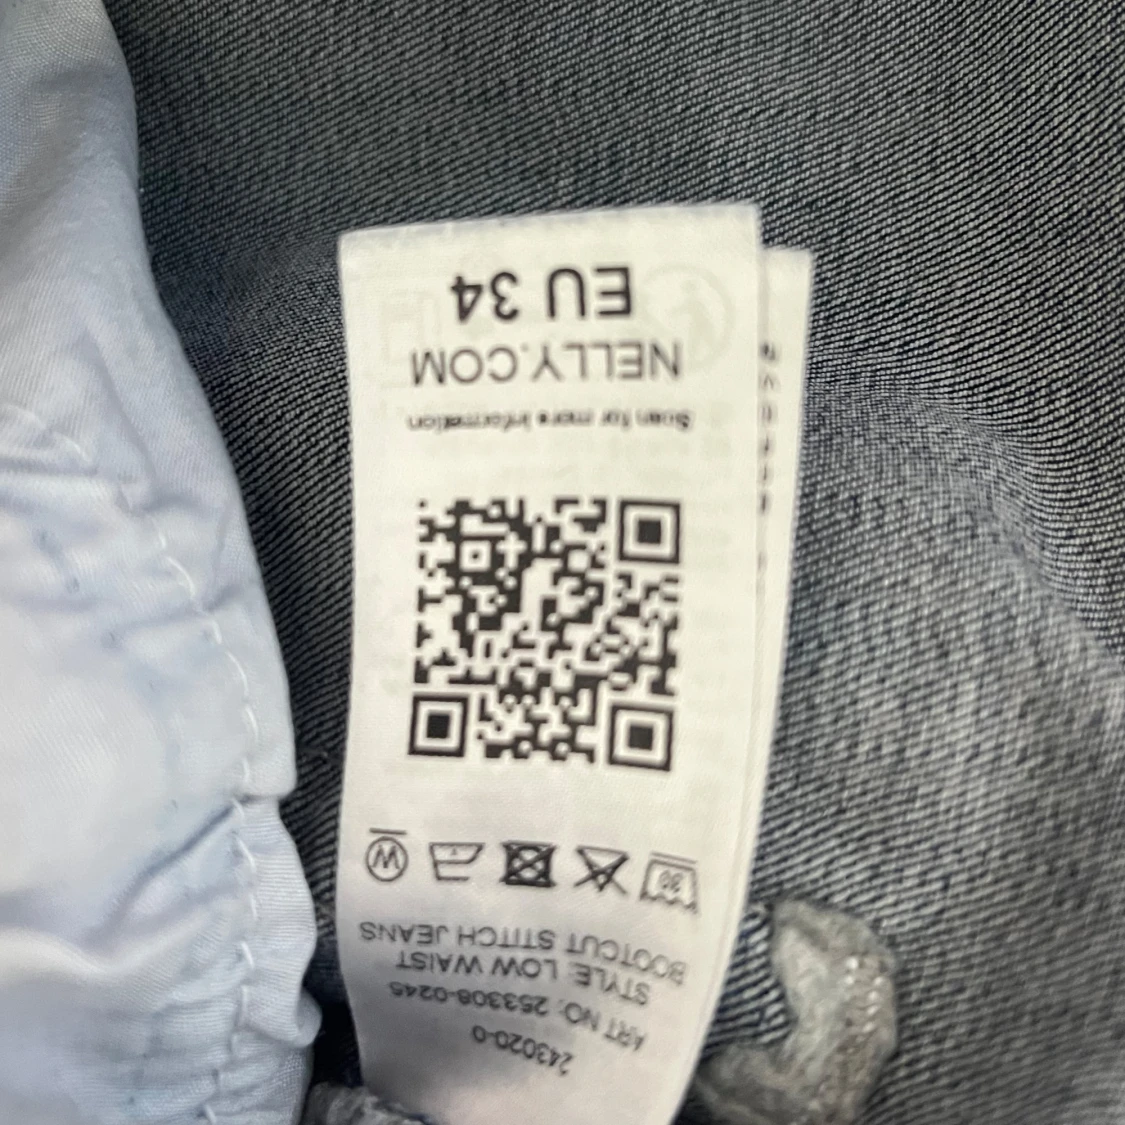 EU 34
NELLY.COM
Scan for more information
30
W
STYLE: LOW WAIST
BOOTCUT STITCH JEANS
ART NO: 253308-0245
243020-0